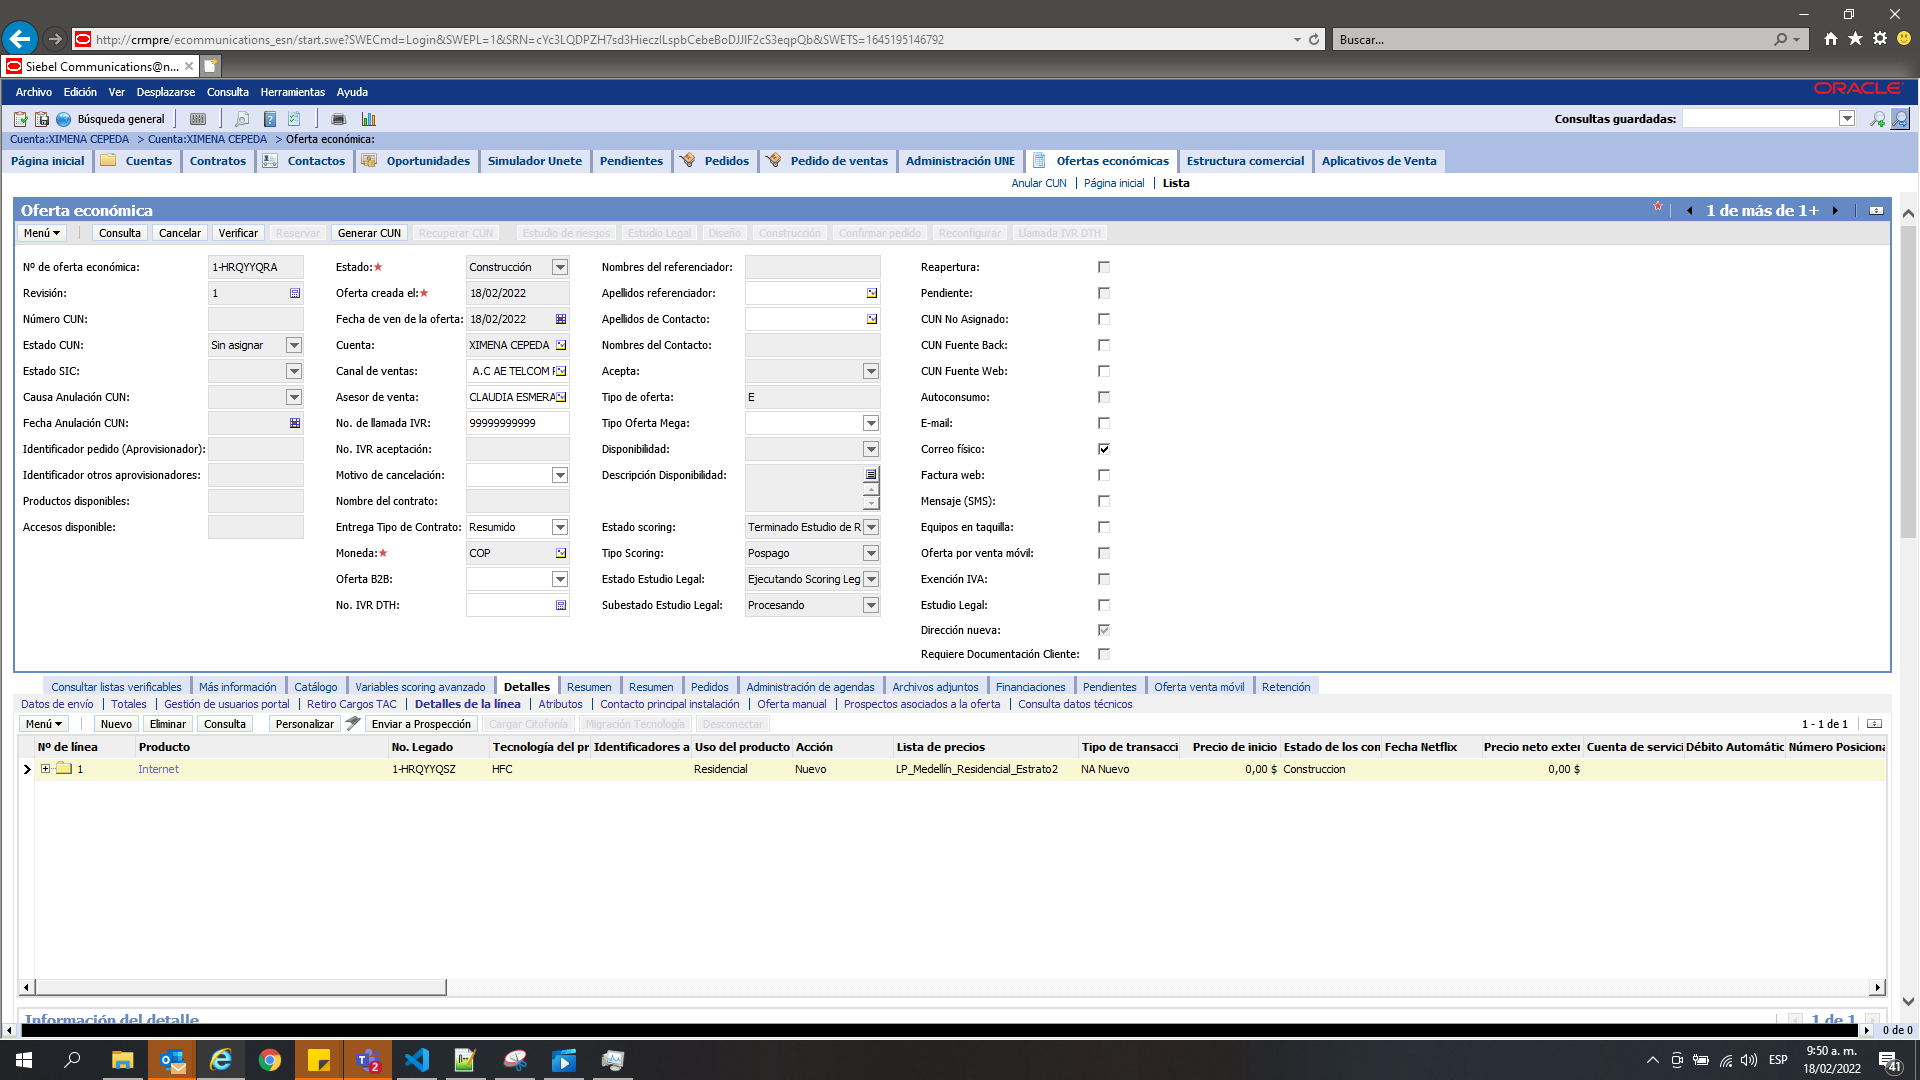 http://crmpre/ecommunications_esn/start.swe?SWECmd=Login&SWEPL=1&SRN=cYc3LQDPZH7sd3HieczILspbCebeBoDJJIF2cS3eqpQb&SWETS=1645195146792
Buscar...
Siebel Communications@n...
Archivo Edición Ver Desplazarse Consulta Herramientas Ayuda
ORACLE
Búsqueda general
Consultas guardadas:
Cuenta:XIMENA CEPEDA > Cuenta:XIMENA CEPEDA > Oferta económica:
Página inicial Cuentas Contratos Contactos Oportunidades Simulador Unete Pendientes Pedidos Pedido de ventas Administración UNE Ofertas económicas Estructura comercial Aplicativos de Venta
Anular CUN Página inicial Lista
Oferta económica
1 de más de 1+
Menú Consulta Cancelar Verificar Reservar Generar CUN Recuperar CUN Estudio de riesgos Estudio Legal Diseño Construcción Confirmar pedido Reconfigurar Llamada IVR DTH
Nº de oferta económica: 1-HRQYYQRA Estado: Construcción Nombres del referenciador: Reapertura:
Revisión: 1 Oferta creada el: 18/02/2022 Apellidos referenciador: Pendiente:
Número CUN: Fecha de ven de la oferta: 18/02/2022 Apellidos de Contacto: CUN No Asignado:
Estado CUN: Sin asignar Cuenta: XIMENA CEPEDA Nombres del Contacto: CUN Fuente Back:
Estado SIC: Canal de ventas: A.C AE TELCOM F Acepta: CUN Fuente Web:
Causa Anulación CUN: Asesor de venta: CLAUDIA ESMERA Tipo de oferta: E Autoconsumo:
Fecha Anulación CUN: No. de llamada IVR: 99999999999 Tipo Oferta Mega: E-mail:
Identificador pedido (Aprovisionador): No. IVR aceptación: Disponibilidad: Correo físico:
Identificador otros aprovisionadores: Motivo de cancelación: Descripción Disponibilidad: Factura web:
Productos disponibles: Nombre del contrato: Mensaje (SMS):
Accesos disponible: Entrega Tipo de Contrato: Resumido Estado scoring: Terminado Estudio de R Equipos en taquilla:
Moneda: COP Tipo Scoring: Pospago Oferta por venta móvil:
Oferta B2B: Estado Estudio Legal: Ejecutando Scoring Leg Exención IVA:
No. IVR DTH: Subestado Estudio Legal: Procesando Estudio Legal:
Dirección nueva:
Requiere Documentación Cliente:
Consultar listas verificables Más información Catálogo Variables scoring avanzado Detalles Resumen Resumen Pedidos Administración de agendas Archivos adjuntos Financiaciones Pendientes Oferta venta móvil Retención
Datos de envío Totales Gestión de usuarios portal Retiro Cargos TAC Detalles de la línea Atributos Contacto principal instalación Oferta manual Prospectos asociados a la oferta Consulta datos técnicos
Menú Nuevo Eliminar Consulta Personalizar Enviar a Prospección Cargar Citofonía Migración Tecnología Desconectar
1 - 1 de 1
Nº de línea Producto No. Legado Tecnología del pr Identificadores a Uso del producto Acción Lista de precios Tipo de transacci Precio de inicio Estado de los con Fecha Netflix Precio neto exter Cuenta de servici Débito Automátic Número Posiciona
1 Internet 1-HRQYYQSZ HFC Residencial Nuevo LP_Medellín_Residencial_Estrato2 NA Nuevo 0,00 $ Construccion 0,00 $
Información del detalle
1 de 1
0 de 0
2
ESP
9:50 a. m.
18/02/2022
41